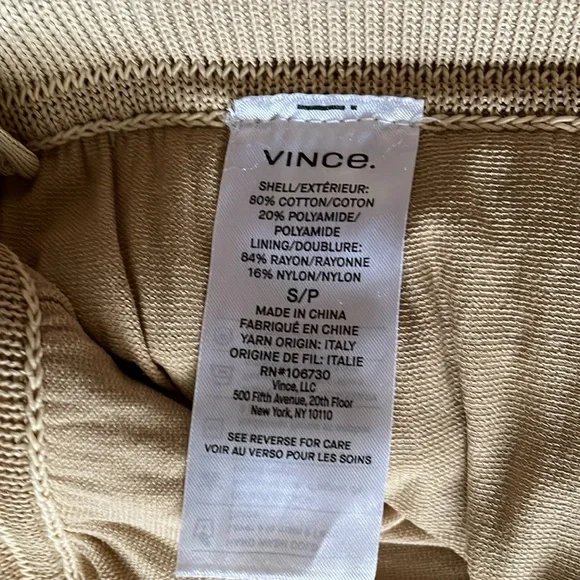 VINCE.
SHELL/EXTÉRIEUR:
80% COTTON/COTON
20% POLYAMIDE/
POLYAMIDE
LINING/DOUBLURE:
84% RAYON/RAYONNE
16% NYLON/NYLON
S/P
MADE IN CHINA
FABRIQUÉ EN CHINE
YARN ORIGIN: ITALY
ORIGINE DE FIL: ITALIE
RN#106730
Vince, LLC
500 Fifth Avenue, 20th Floor
New York, NY 10110
SEE REVERSE FOR CARE
VOIR AU VERSO POUR LES SOINS